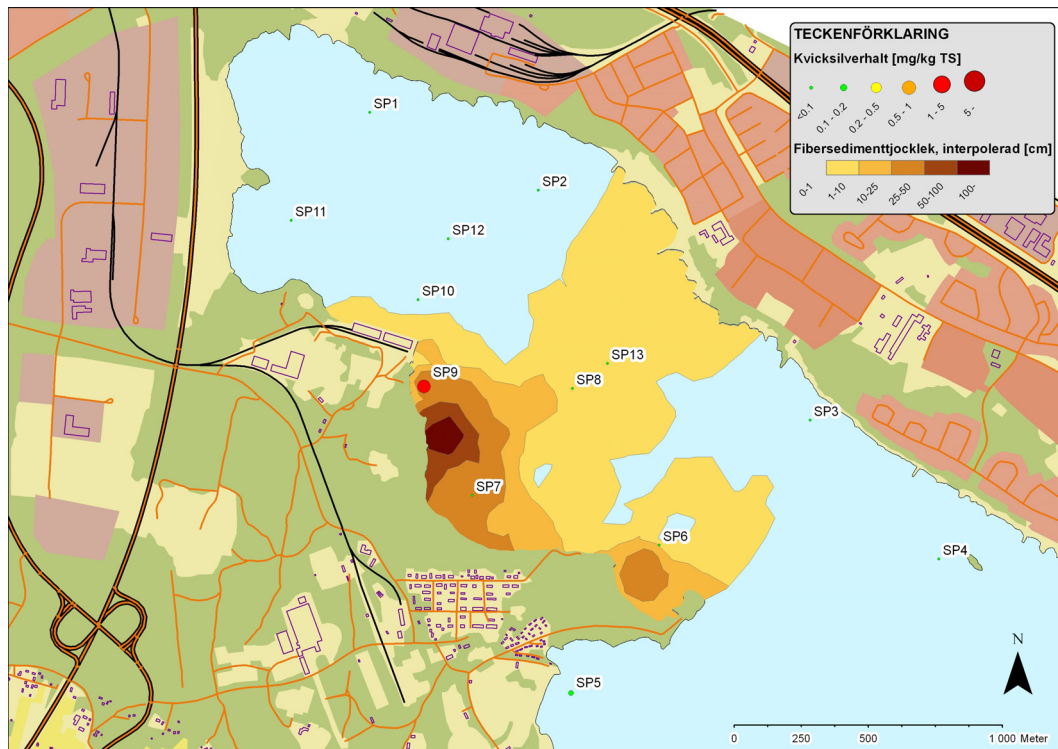 TECKENFÖRKLARING
Kvicksilverhalt [mg/kg TS]
<0.1 0.1 - 0.2 0.2 - 0.5 0.5 - 1 1 - 5 5 -
Fibersedimenttjocklek, interpolerad [cm]
0-1 1-10 10-25 25-50 50-100 100-
SP1
SP2
SP11
SP12
SP10
SP13
SP9
SP8
SP3
SP7
SP6
SP4
N
SP5
0 250 500 1 000 Meter